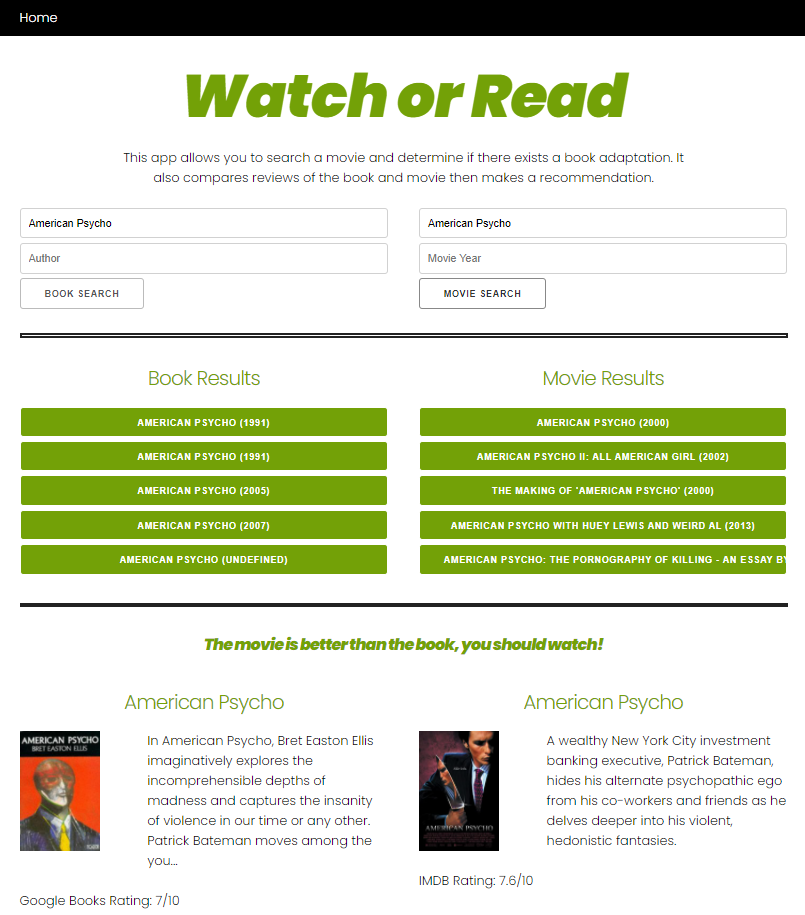 Home
Watch or Read
This app allows you to search a movie and determine if there exists a book adaptation. It
also compares reviews of the book and movie then makes a recommendation.
American Psycho
Author
BOOK SEARCH
American Psycho
Movie Year
MOVIE SEARCH
Book Results
AMERICAN PSYCHO (1991)
AMERICAN PSYCHO (1991)
AMERICAN PSYCHO (2005)
AMERICAN PSYCHO (2007)
AMERICAN PSYCHO (UNDEFINED)
Movie Results
AMERICAN PSYCHO (2000)
AMERICAN PSYCHO II: ALL AMERICAN GIRL (2002)
THE MAKING OF 'AMERICAN PSYCHO' (2000)
AMERICAN PSYCHO WITH HUEY LEWIS AND WEIRD AL (2013)
AMERICAN PSYCHO: THE PORNOGRAPHY OF KILLING - AN ESSAY BY
The movie is better than the book, you should watch!
American Psycho
AMERICAN PSYCHO
BRET EASTON ELLIS
In American Psycho, Bret Easton Ellis
imaginatively explores the
incomprehensible depths of
madness and captures the insanity
of violence in our time or any other.
Patrick Bateman moves among the
you...
Google Books Rating: 7/10
American Psycho
AMERICAN PSYCHO
A wealthy New York City investment
banking executive, Patrick Bateman,
hides his alternate psychopathic ego
from his co-workers and friends as he
delves deeper into his violent,
hedonistic fantasies.
IMDB Rating: 7.6/10